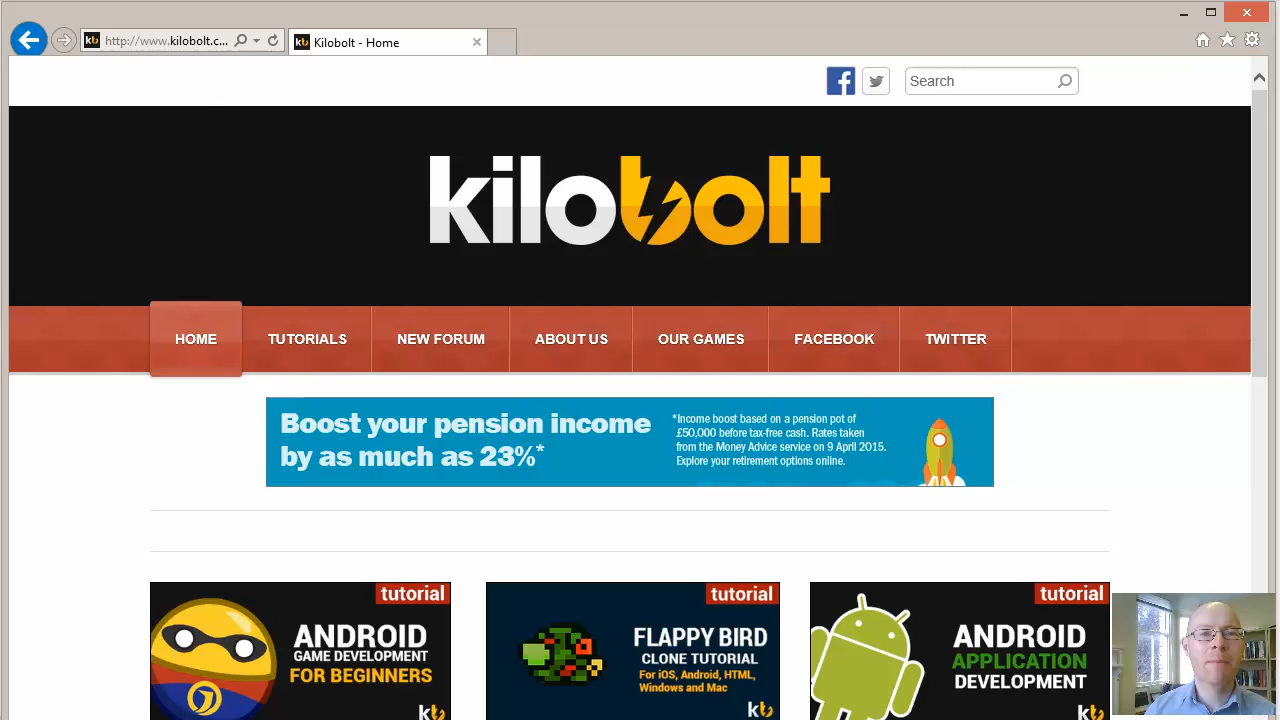 http://www.kilobolt.c...
Kilobolt - Home
Search
kilobolt
HOME
TUTORIALS
NEW FORUM
ABOUT US
OUR GAMES
FACEBOOK
TWITTER
Boost your pension income
by as much as 23%*
*Income boost based on a pension pot of
£50,000 before tax-free cash. Rates taken
from the Money Advice service on 9 April 2015.
Explore your retirement options online.
tutorial
ANDROID
GAME DEVELOPMENT
FOR BEGINNERS
kb
tutorial
FLAPPY BIRD
CLONE TUTORIAL
For iOS, Android, HTML,
Windows and Mac
kb
tutorial
ANDROID
APPLICATION
DEVELOPMENT
kb